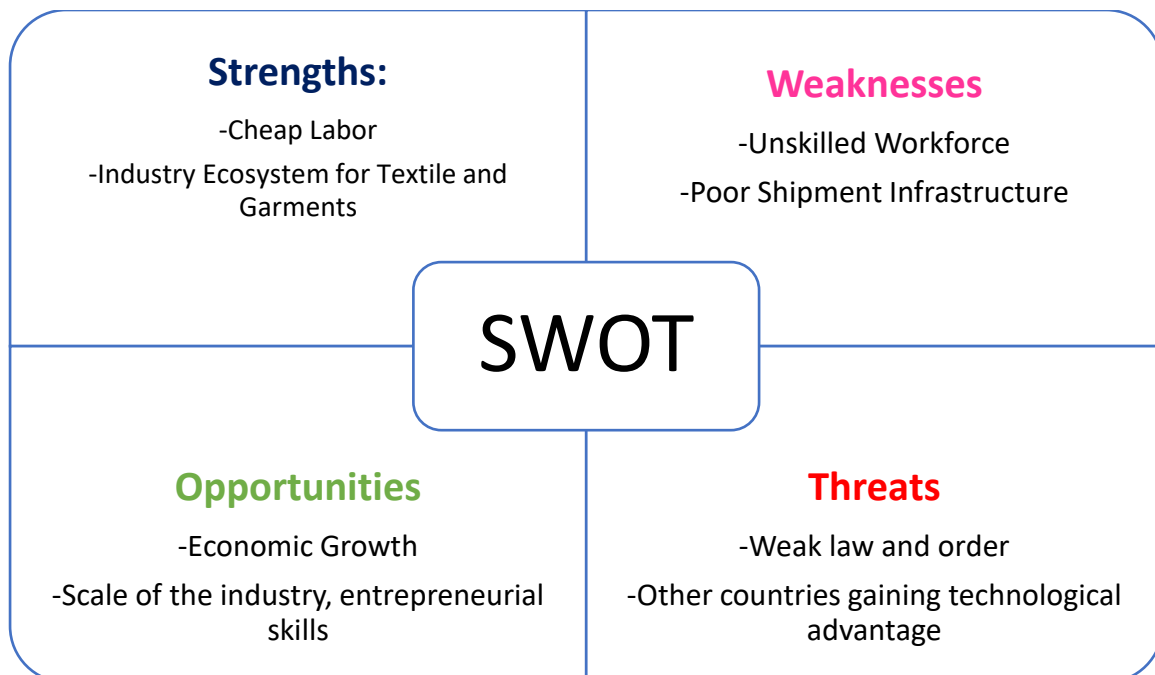 Strengths:
-Cheap Labor
-Industry Ecosystem for Textile and
Garments
Weaknesses
-Unskilled Workforce
-Poor Shipment Infrastructure
SWOT
Opportunities
-Economic Growth
-Scale of the industry, entrepreneurial
skills
Threats
-Weak law and order
-Other countries gaining technological
advantage